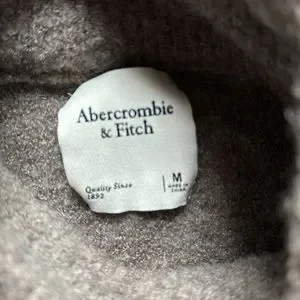 Abercrombie
& Fitch
Quality Since
1892
M
MADE IN
CHINA